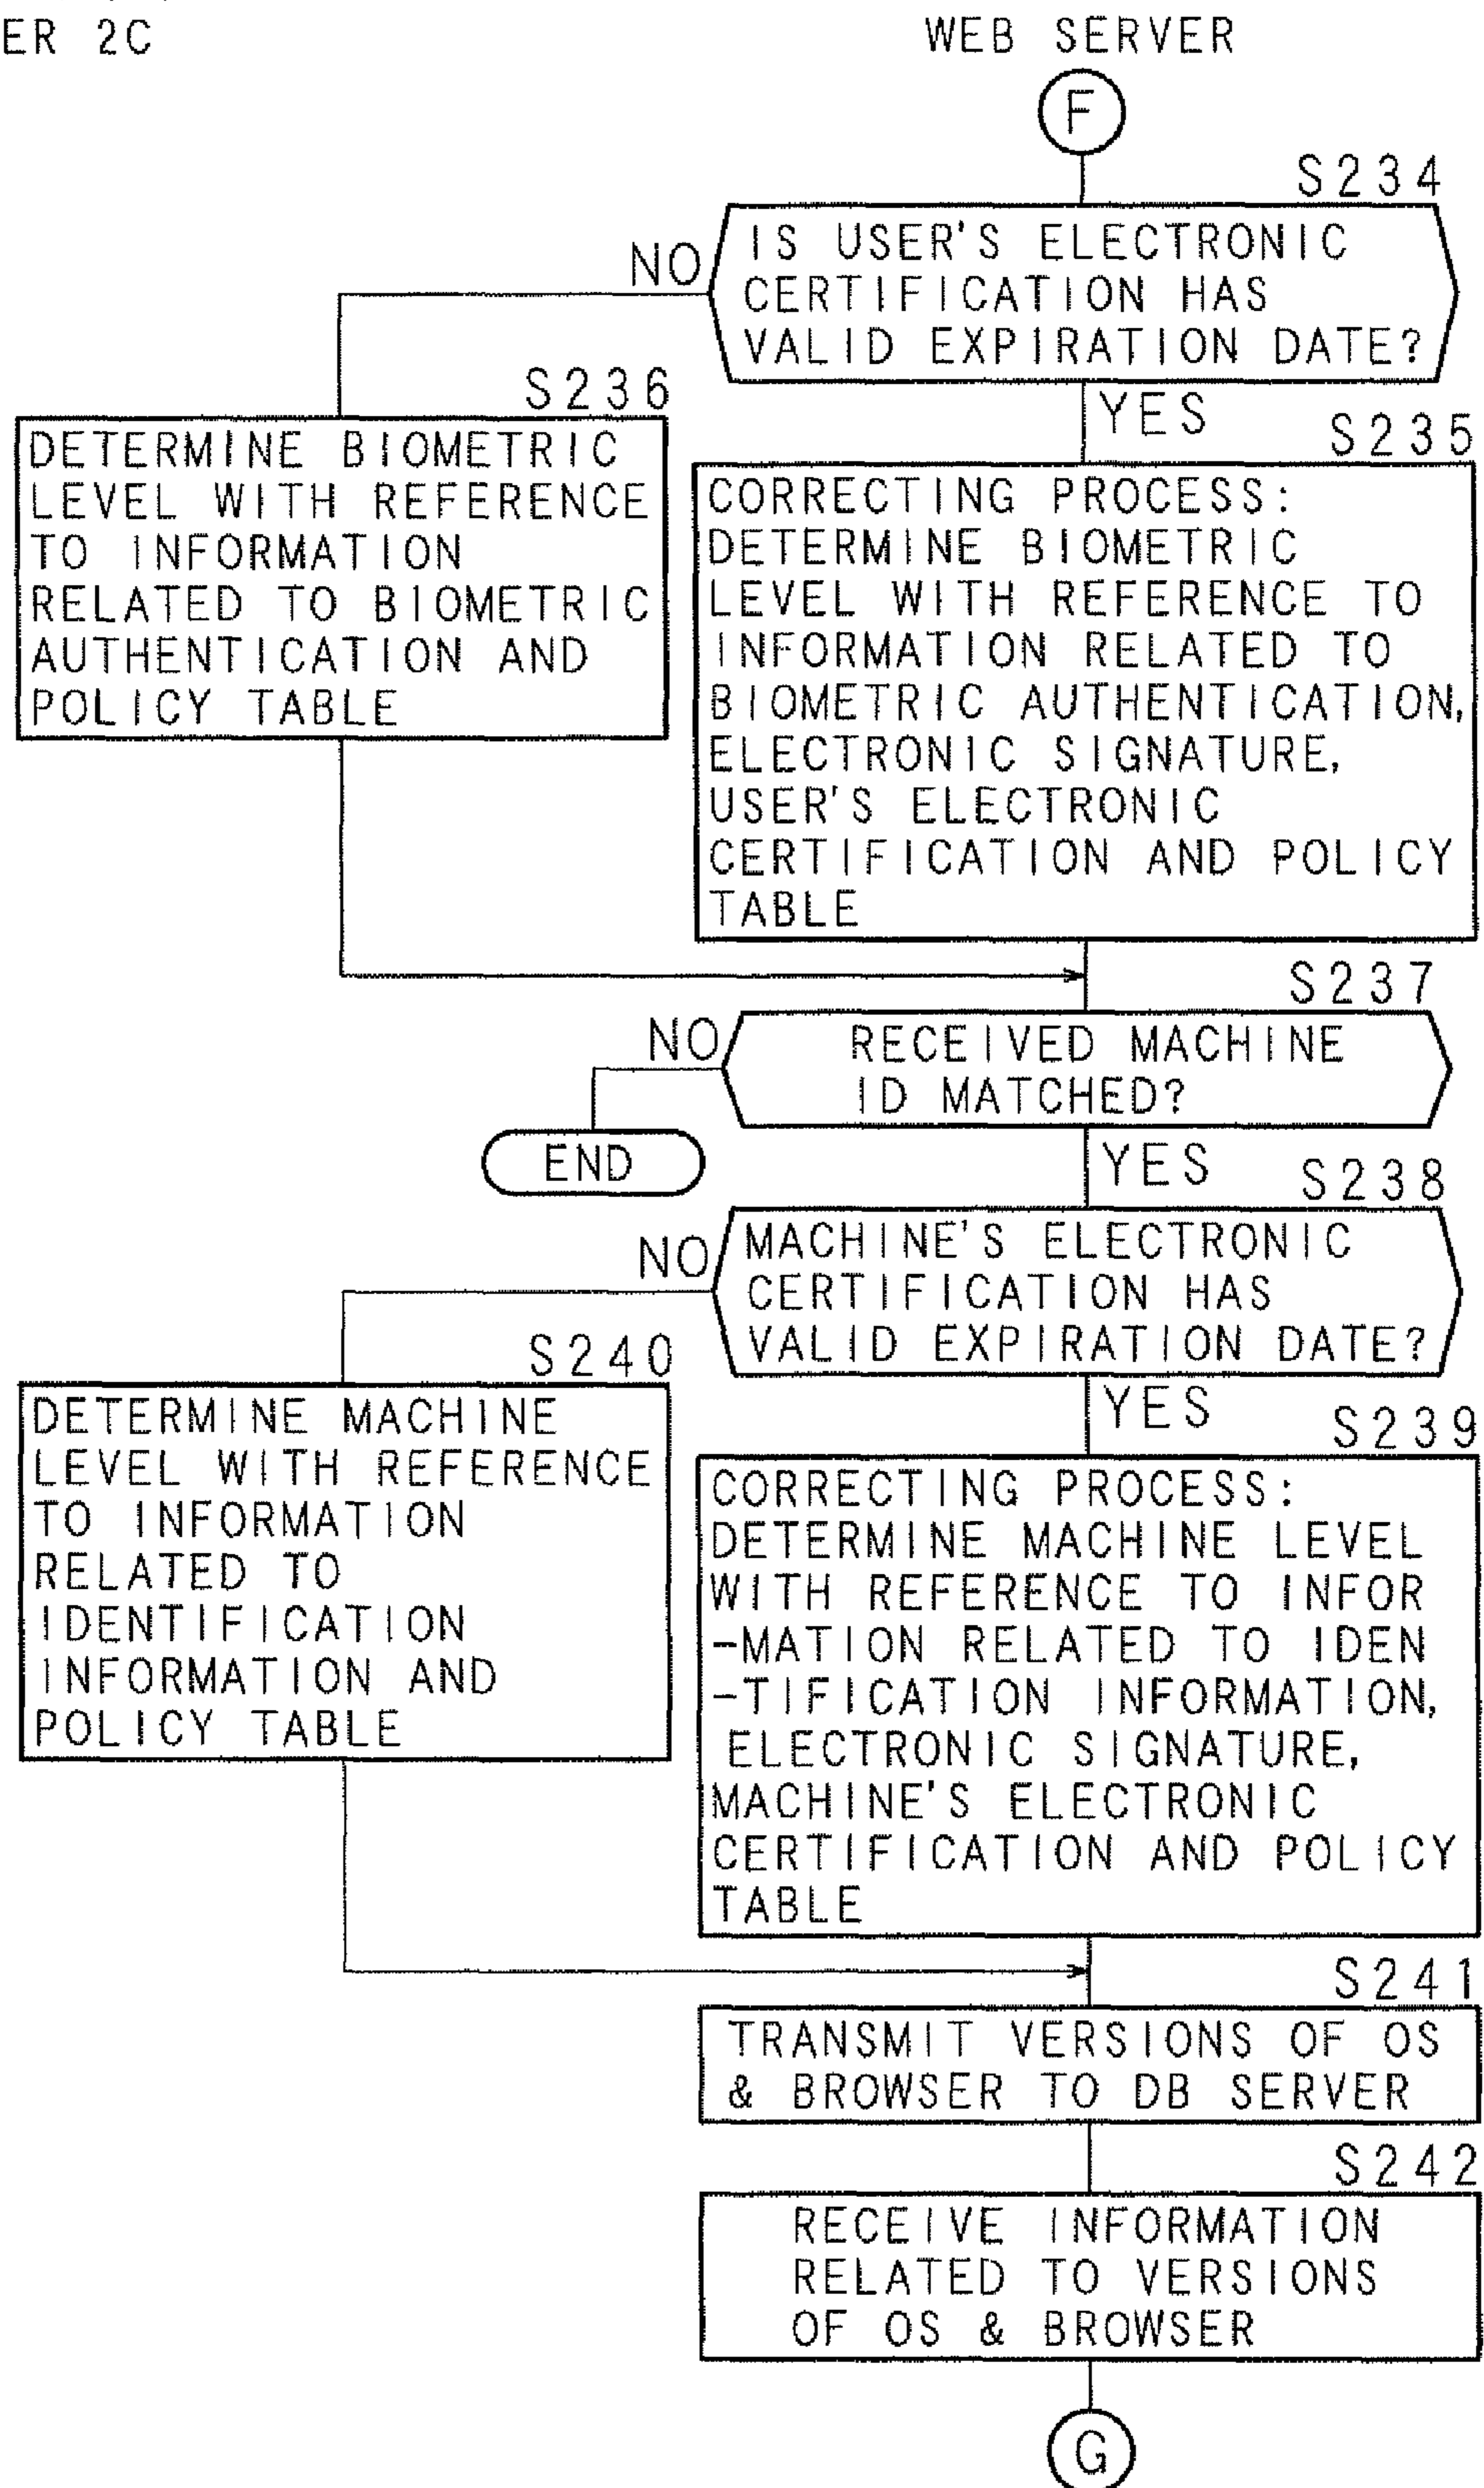 ER 2C
WEB SERVER
F
S234
NO
IS USER'S ELECTRONIC
CERTIFICATION HAS
VALID EXPIRATION DATE?
YES
S236
DETERMINE BIOMETRIC
LEVEL WITH REFERENCE
TO INFORMATION
RELATED TO BIOMETRIC
AUTHENTICATION AND
POLICY TABLE
S235
CORRECTING PROCESS:
DETERMINE BIOMETRIC
LEVEL WITH REFERENCE TO
INFORMATION RELATED TO
BIOMETRIC AUTHENTICATION,
ELECTRONIC SIGNATURE,
USER'S ELECTRONIC
CERTIFICATION AND POLICY
TABLE
S237
NO
RECEIVED MACHINE
ID MATCHED?
END
YES
S238
NO
MACHINE'S ELECTRONIC
CERTIFICATION HAS
VALID EXPIRATION DATE?
YES
S240
DETERMINE MACHINE
LEVEL WITH REFERENCE
TO INFORMATION
RELATED TO
IDENTIFICATION
INFORMATION AND
POLICY TABLE
S239
CORRECTING PROCESS:
DETERMINE MACHINE LEVEL
WITH REFERENCE TO INFOR
-MATION RELATED TO IDEN
-TIFICATION INFORMATION,
ELECTRONIC SIGNATURE,
MACHINE'S ELECTRONIC
CERTIFICATION AND POLICY
TABLE
S241
TRANSMIT VERSIONS OF OS
& BROWSER TO DB SERVER
S242
RECEIVE INFORMATION
RELATED TO VERSIONS
OF OS & BROWSER
G